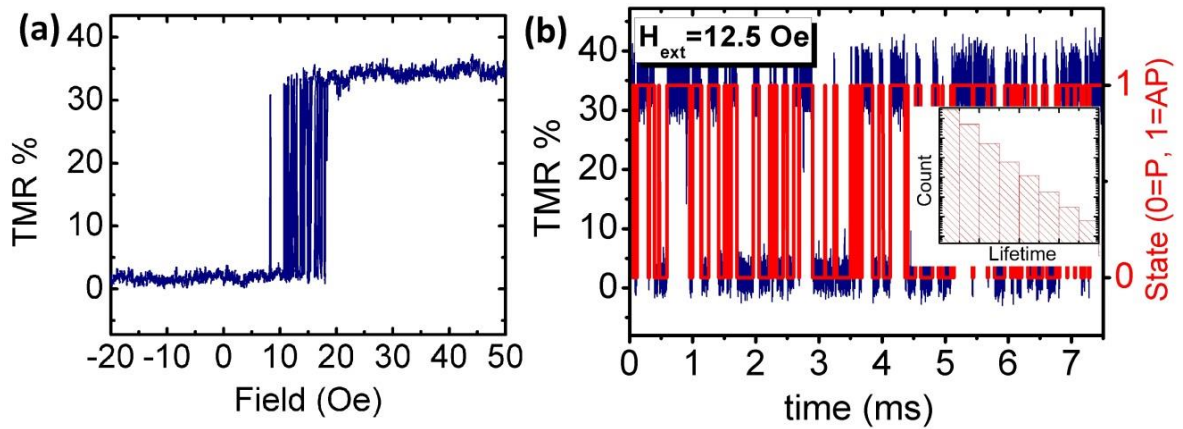 (a)
40
30
20
10
0
TMR %
-20 -10 0 10 20 30 40 50
Field (Oe)
(b)
H_ext=12.5 Oe
40
30
20
10
0
TMR %
0 1 2 3 4 5 6 7
time (ms)
1
0
State (0=P, 1=AP)
Count
Lifetime